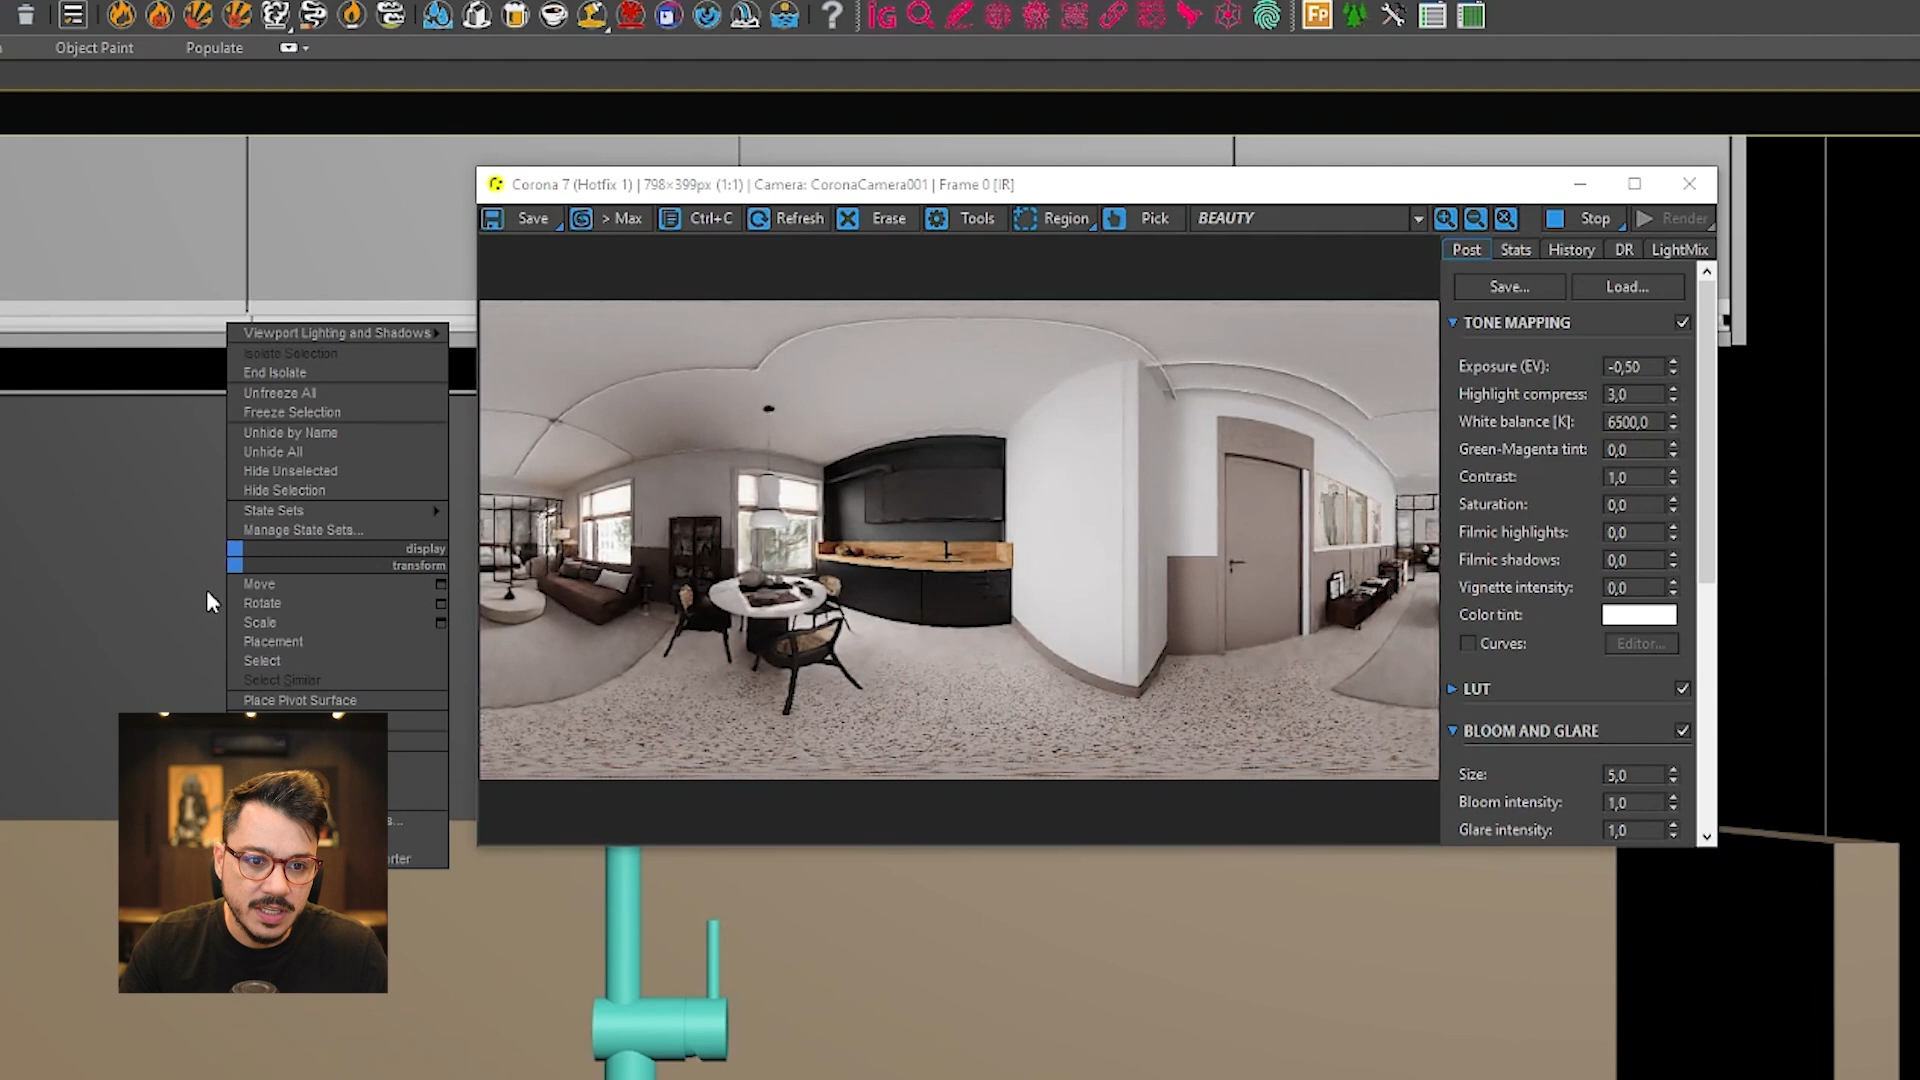 Object Paint
Populate
Corona 7 (Hotfix 1) | 798×399px (1:1) | Camera: CoronaCamera001 | Frame 0 [IR]
Save
> Max
Ctrl+C
Refresh
Erase
Tools
Region
Pick
BEAUTY
Stop
Render
Post
Stats
History
DR
LightMix
Save...
Load...
TONE MAPPING
Exposure (EV): -0,50
Highlight compress: 3,0
White balance [K]: 6500,0
Green-Magenta tint: 0,0
Contrast: 1,0
Saturation: 0,0
Filmic highlights: 0,0
Filmic shadows: 0,0
Vignette intensity: 0,0
Color tint:
Curves: Editor...
LUT
BLOOM AND GLARE
Size: 5,0
Bloom intensity: 1,0
Glare intensity: 1,0
Viewport Lighting and Shadows
Isolate Selection
End Isolate
Unfreeze All
Freeze Selection
Unhide by Name
Unhide All
Hide Unselected
Hide Selection
State Sets
Manage State Sets...
display
transform
Move
Rotate
Scale
Placement
Select
Select Similar
Place Pivot Surface
s...
orter
iG
Fp
?